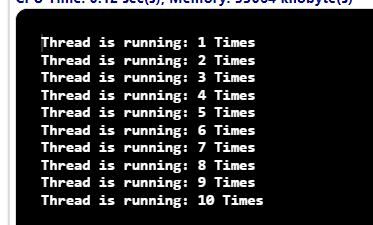 CPU Time: 0.12 sec(s), Memory: 33064 kilobyte(s)
Thread is running: 1 Times
Thread is running: 2 Times
Thread is running: 3 Times
Thread is running: 4 Times
Thread is running: 5 Times
Thread is running: 6 Times
Thread is running: 7 Times
Thread is running: 8 Times
Thread is running: 9 Times
Thread is running: 10 Times